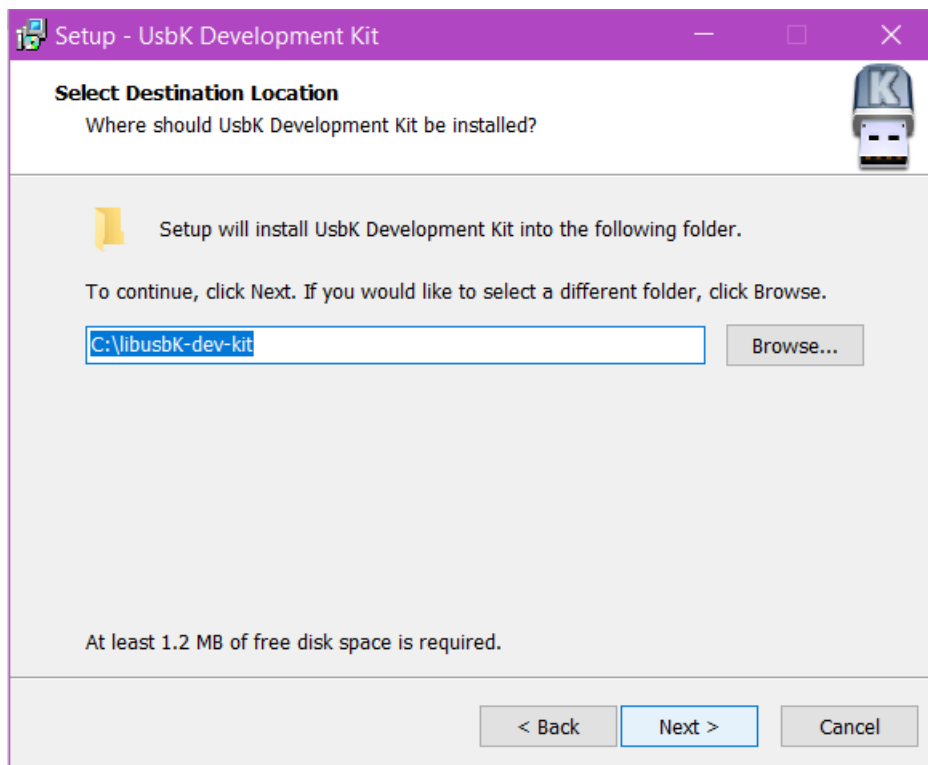 Setup - UsbK Development Kit
Select Destination Location
Where should UsbK Development Kit be installed?
K
Setup will install UsbK Development Kit into the following folder.
To continue, click Next. If you would like to select a different folder, click Browse.
C:\libusbK-dev-kit
Browse...
At least 1.2 MB of free disk space is required.
< Back
Next >
Cancel